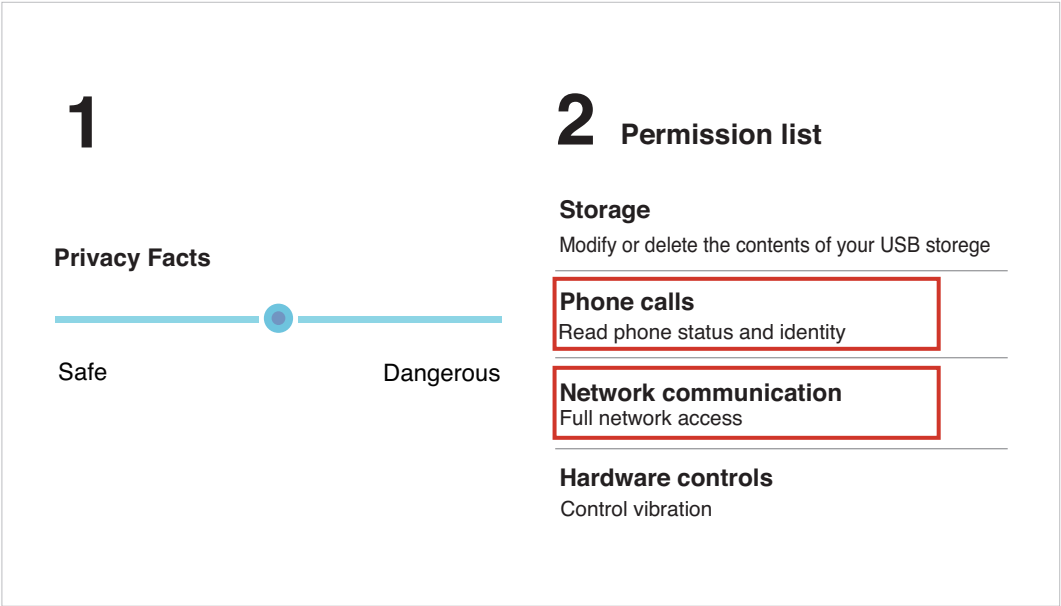 1
Privacy Facts
Safe
Dangerous
2 Permission list
Storage
Modify or delete the contents of your USB storege
Phone calls
Read phone status and identity
Network communication
Full network access
Hardware controls
Control vibration